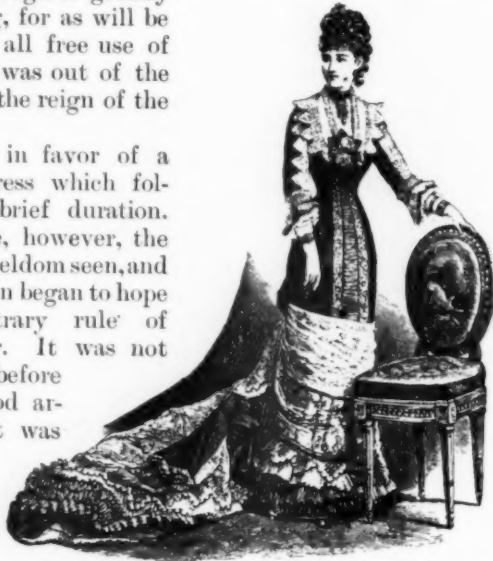 , for as will be
all free use of
was out of the
the reign of the
in favor of a
ress which fol-
brief duration.
e, however, the
eldom seen, and
n began to hope
trary rule of
r. It was not
before
od ar-
t was